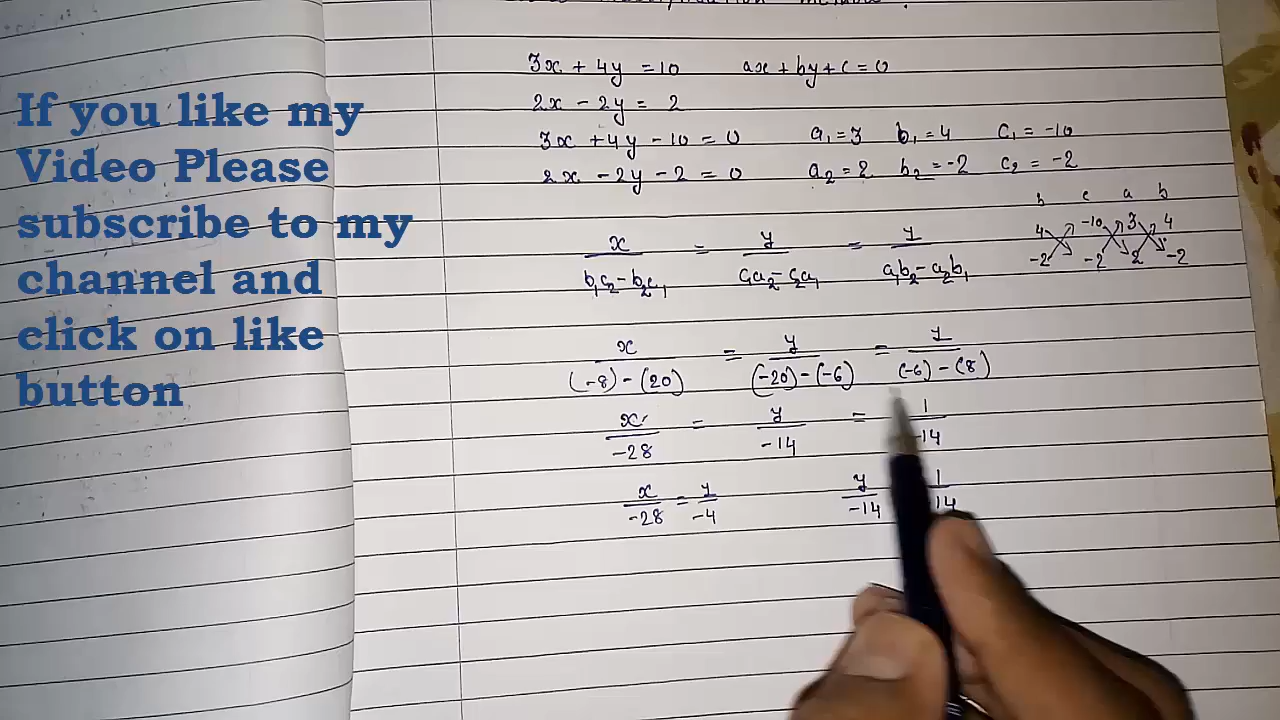 If you like my
Video Please
subscribe to my
channel and
click on like
button
3x + 4y = 10 ax + by + c = 0
2x - 2y = 2
3x + 4y - 10 = 0 a₁ = 3 b₁ = 4 c₁ = -10
2x - 2y - 2 = 0 a₂ = 2 b₂ = -2 c₂ = -2
b c a b
4 -10 3 4
-2 -2 2 -2
x/(b₁c₂ - b₂c₁) = y/(c₁a₂ - c₂a₁) = 1/(a₁b₂ - a₂b₁)
x/((-8) - (20)) = y/((-20) - (-6)) = 1/((-6) - (8))
x/-28 = y/-14 = 1/-14
x/-28 = 1/-4 y/-14 1/-14